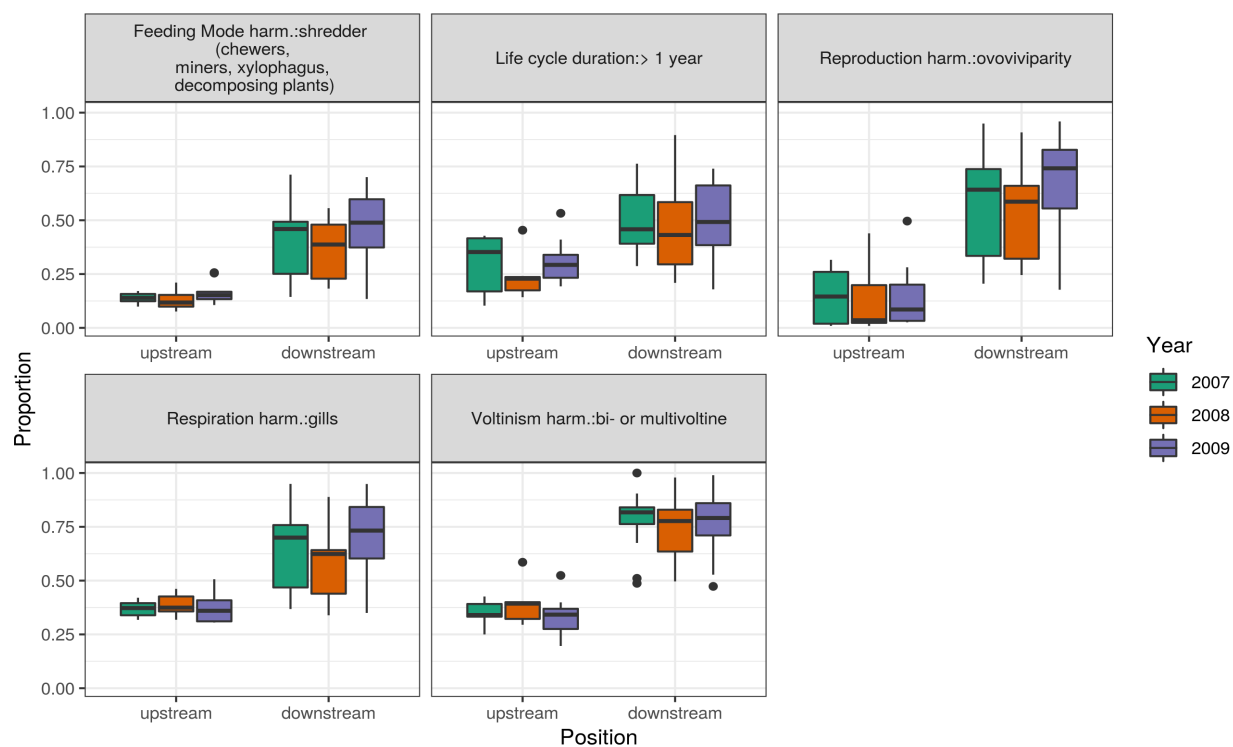 Feeding Mode harm.:shredder
(chewers,
miners, xylophagus,
decomposing plants)
Life cycle duration:> 1 year
Reproduction harm.:ovoviviparity
1.00
0.75
0.50
0.25
0.00
upstream
downstream
upstream
downstream
upstream
downstream
Respiration harm.:gills
Voltinism harm.:bi- or multivoltine
1.00
0.75
0.50
0.25
0.00
upstream
downstream
upstream
downstream
Proportion
Position
Year
2007
2008
2009